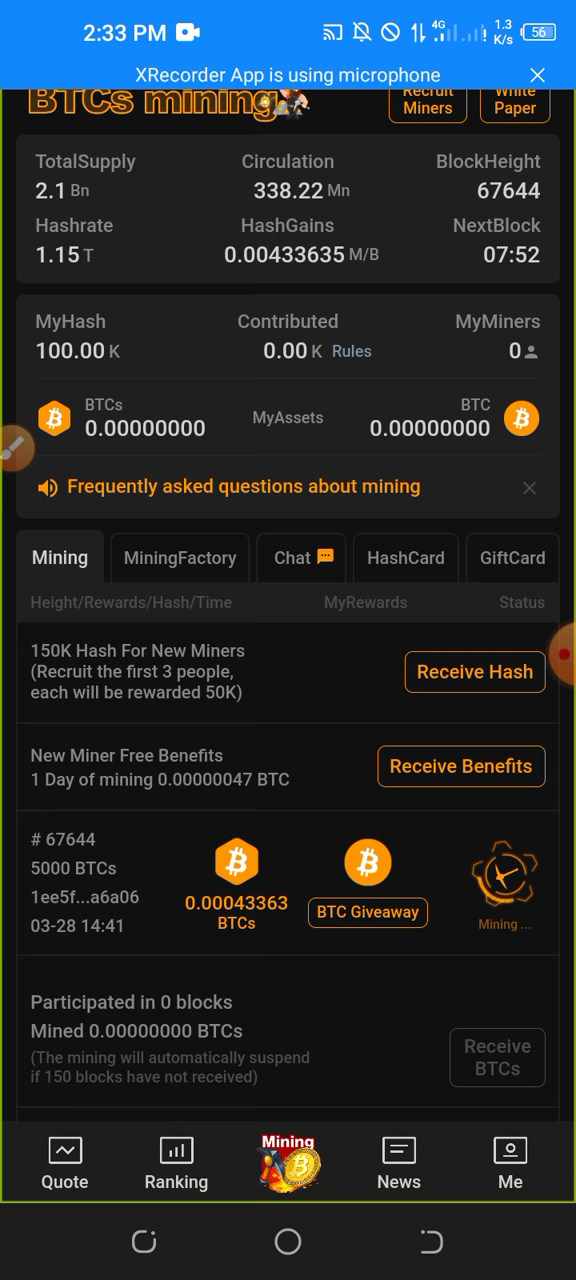 2:33 PM 4G 1.3 K/s 56
XRecorder App is using microphone
BTCs mining
Recruit Miners
White Paper
TotalSupply Circulation BlockHeight
2.1 Bn 338.22 Mn 67644
Hashrate HashGains NextBlock
1.15 T 0.00433635 M/B 07:52
MyHash Contributed MyMiners
100.00 K 0.00 K Rules 0
BTCs MyAssets BTC
0.00000000 0.00000000
Frequently asked questions about mining
Mining MiningFactory Chat HashCard GiftCard
Height/Rewards/Hash/Time MyRewards Status
150K Hash For New Miners
(Recruit the first 3 people,
each will be rewarded 50K)
Receive Hash
New Miner Free Benefits
1 Day of mining 0.00000047 BTC
Receive Benefits
# 67644
5000 BTCs
1ee5f...a6a06
03-28 14:41
0.00043363
BTCs
BTC Giveaway
Mining ...
Participated in 0 blocks
Mined 0.00000000 BTCs
(The mining will automatically suspend
if 150 blocks have not received)
Receive
BTCs
Mining
Quote Ranking News Me